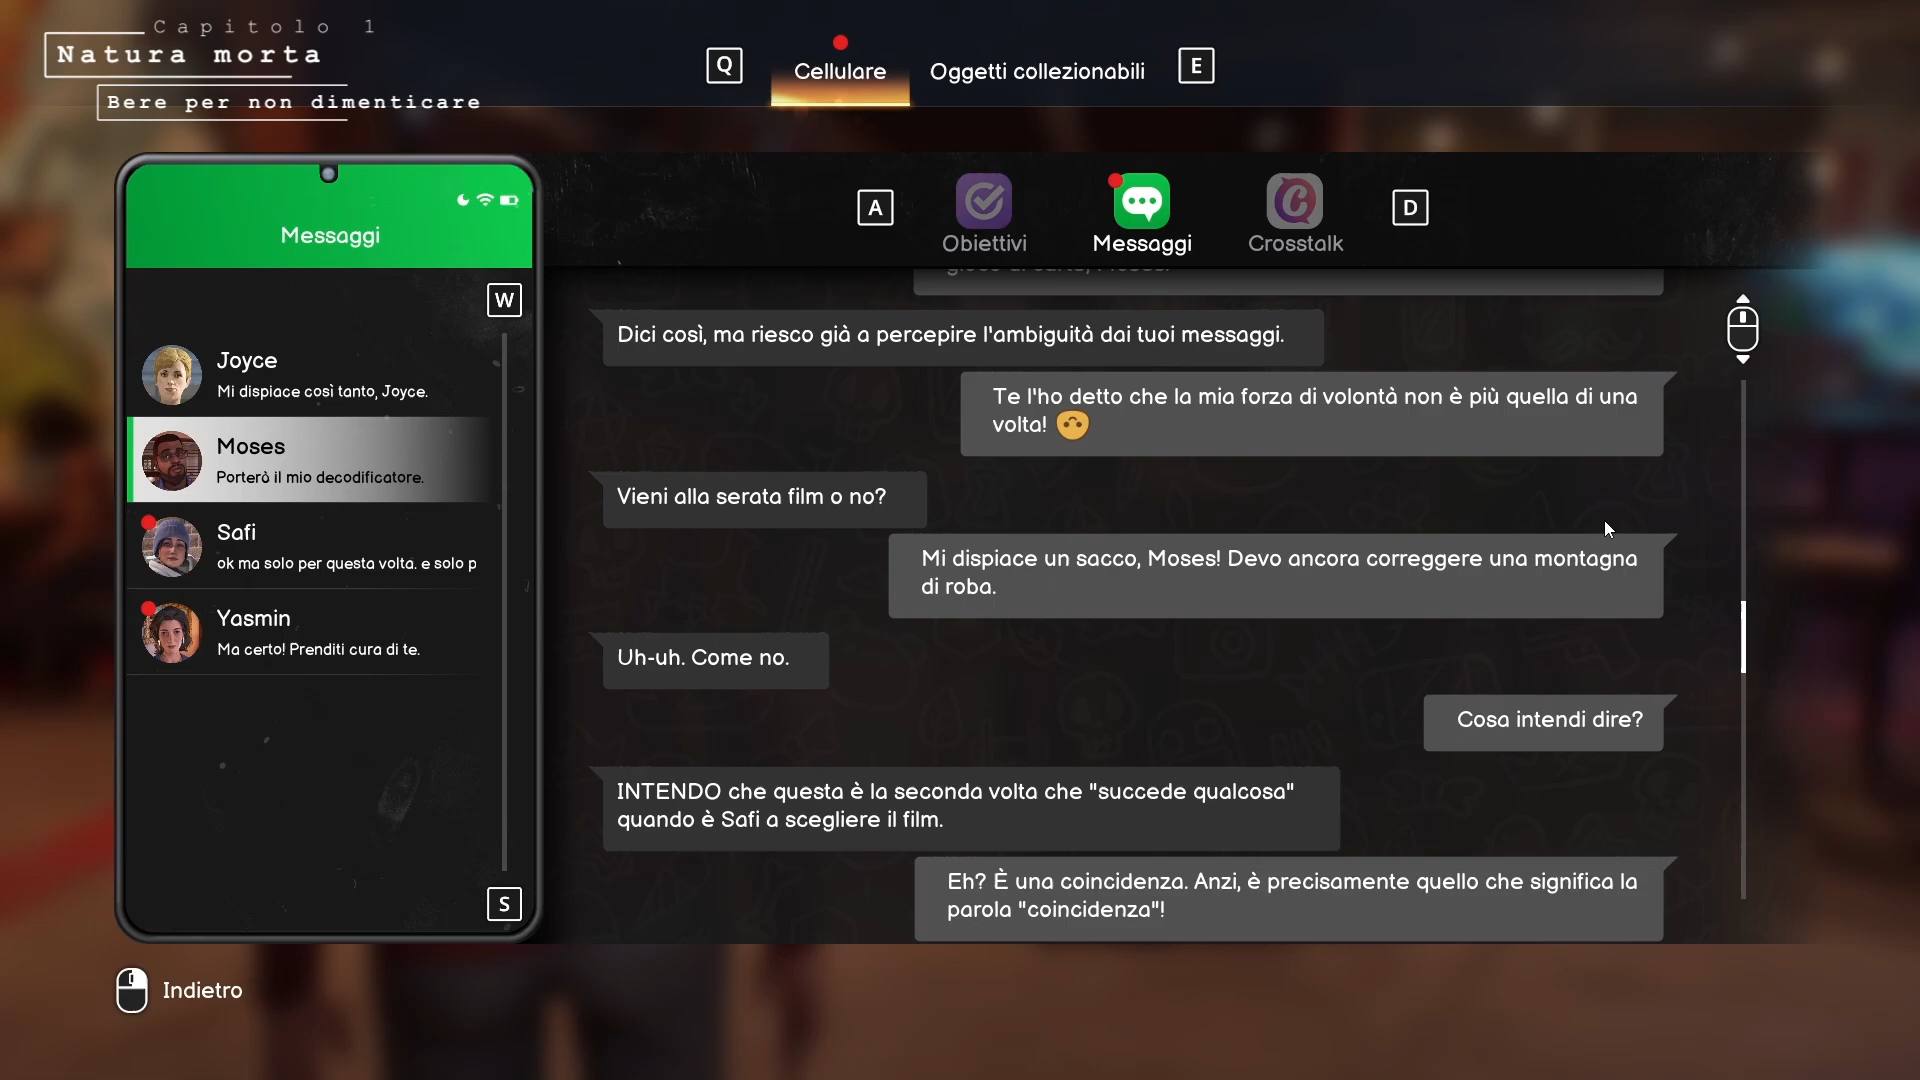 Capitolo 1
Natura morta
Bere per non dimenticare
Q
Cellulare
Oggetti collezionabili
E
Messaggi
W
Joyce
Mi dispiace così tanto, Joyce.
Moses
Porterò il mio decodificatore.
Safi
ok ma solo per questa volta. e solo p
Yasmin
Ma certo! Prenditi cura di te.
S
A
Obiettivi
Messaggi
Crosstalk
D
Dici così, ma riesco già a percepire l'ambiguità dai tuoi messaggi.
Te l'ho detto che la mia forza di volontà non è più quella di una
volta!
Vieni alla serata film o no?
Mi dispiace un sacco, Moses! Devo ancora correggere una montagna
di roba.
Uh-uh. Come no.
Cosa intendi dire?
INTENDO che questa è la seconda volta che "succede qualcosa"
quando è Safi a scegliere il film.
Eh? È una coincidenza. Anzi, è precisamente quello che significa la
parola "coincidenza"!
Indietro